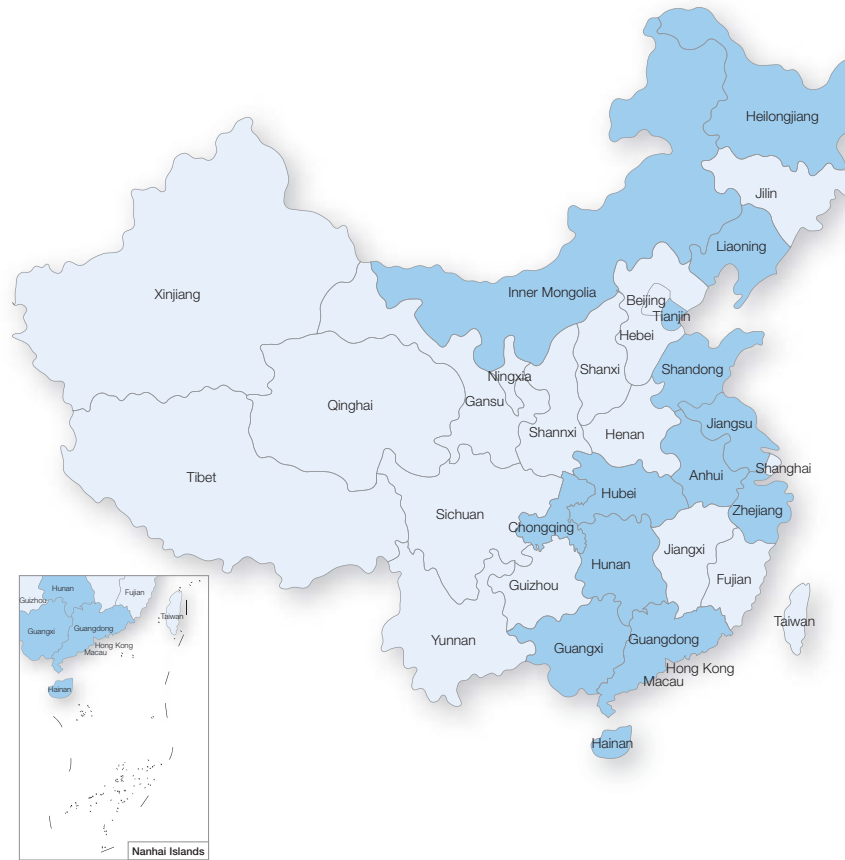 Heilongjiang
Jilin
Liaoning
Xinjiang
Inner Mongolia
Beijing
Tianjin
Hebei
Shanxi
Shandong
Ningxia
Gansu
Qinghai
Shannxi
Henan
Jiangsu
Shanghai
Anhui
Tibet
Hubei
Zhejiang
Sichuan
Chongqing
Jiangxi
Hunan
Fujian
Guizhou
Taiwan
Yunnan
Guangxi
Guangdong
Hong Kong
Macau
Hainan
Hunan
Fujian
Guizhou
Taiwan
Guangxi
Guangdong
Hong Kong
Macau
Hainan
Nanhai Islands